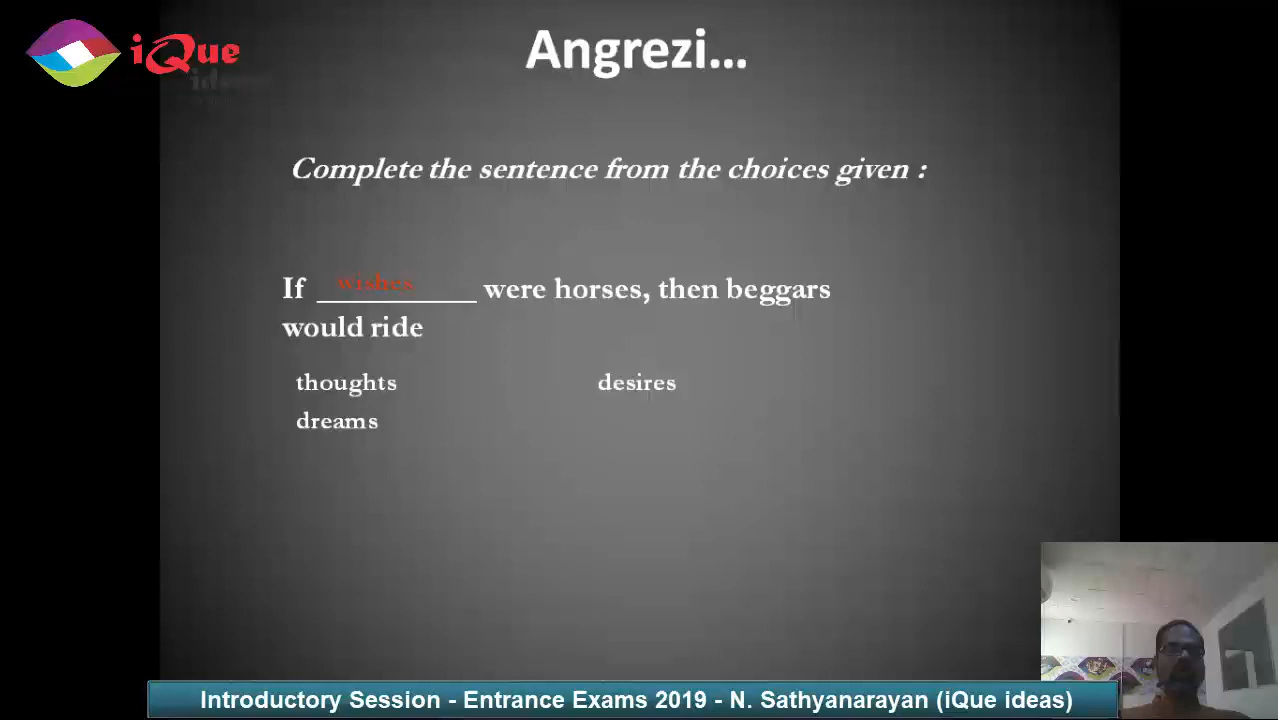 iQue
ideas
Angrezi...
Complete the sentence from the choices given :
If wishes were horses, then beggars
would ride
thoughts desires
dreams
Introductory Session - Entrance Exams 2019 - N. Sathyanarayan (iQue ideas)